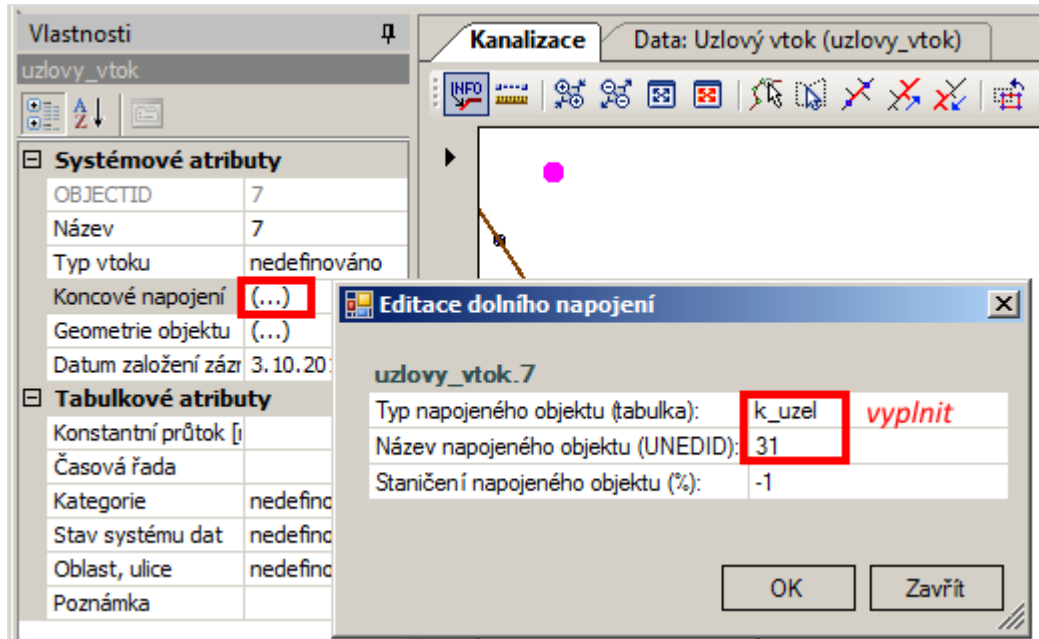 Vlastnosti
uzlovy_vtok
Systémové atributy
OBJECTID 7
Název 7
Typ vtoku nedefinováno
Koncové napojení (...)
Geometrie objektu (...)
Datum založení zázr 3.10.20
Tabulkové atributy
Konstantní průtok [
Časová řada
Kategorie nedefino
Stav systému dat nedefino
Oblast, ulice nedefino
Poznámka
Kanalizace
Data: Uzlový vtok (uzlovy_vtok)
INFO
Editace dolního napojení
uzlovy_vtok.7
Typ napojeného objektu (tabulka): k_uzel vyplnit
Název napojeného objektu (UNEDID): 31
Staničení napojeného objektu (%): -1
OK Zavřít